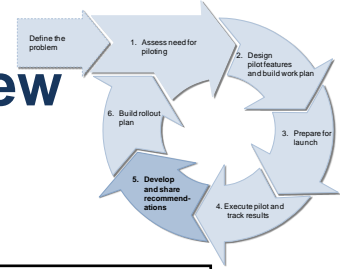 Define the
problem
1. Assess need for
piloting
2. Design
pilot features
and build work plan
3. Prepare for
launch
4. Execute pilot and
track results
5. Develop
and share
recommend-
ations
6. Build rollout
plan
ew